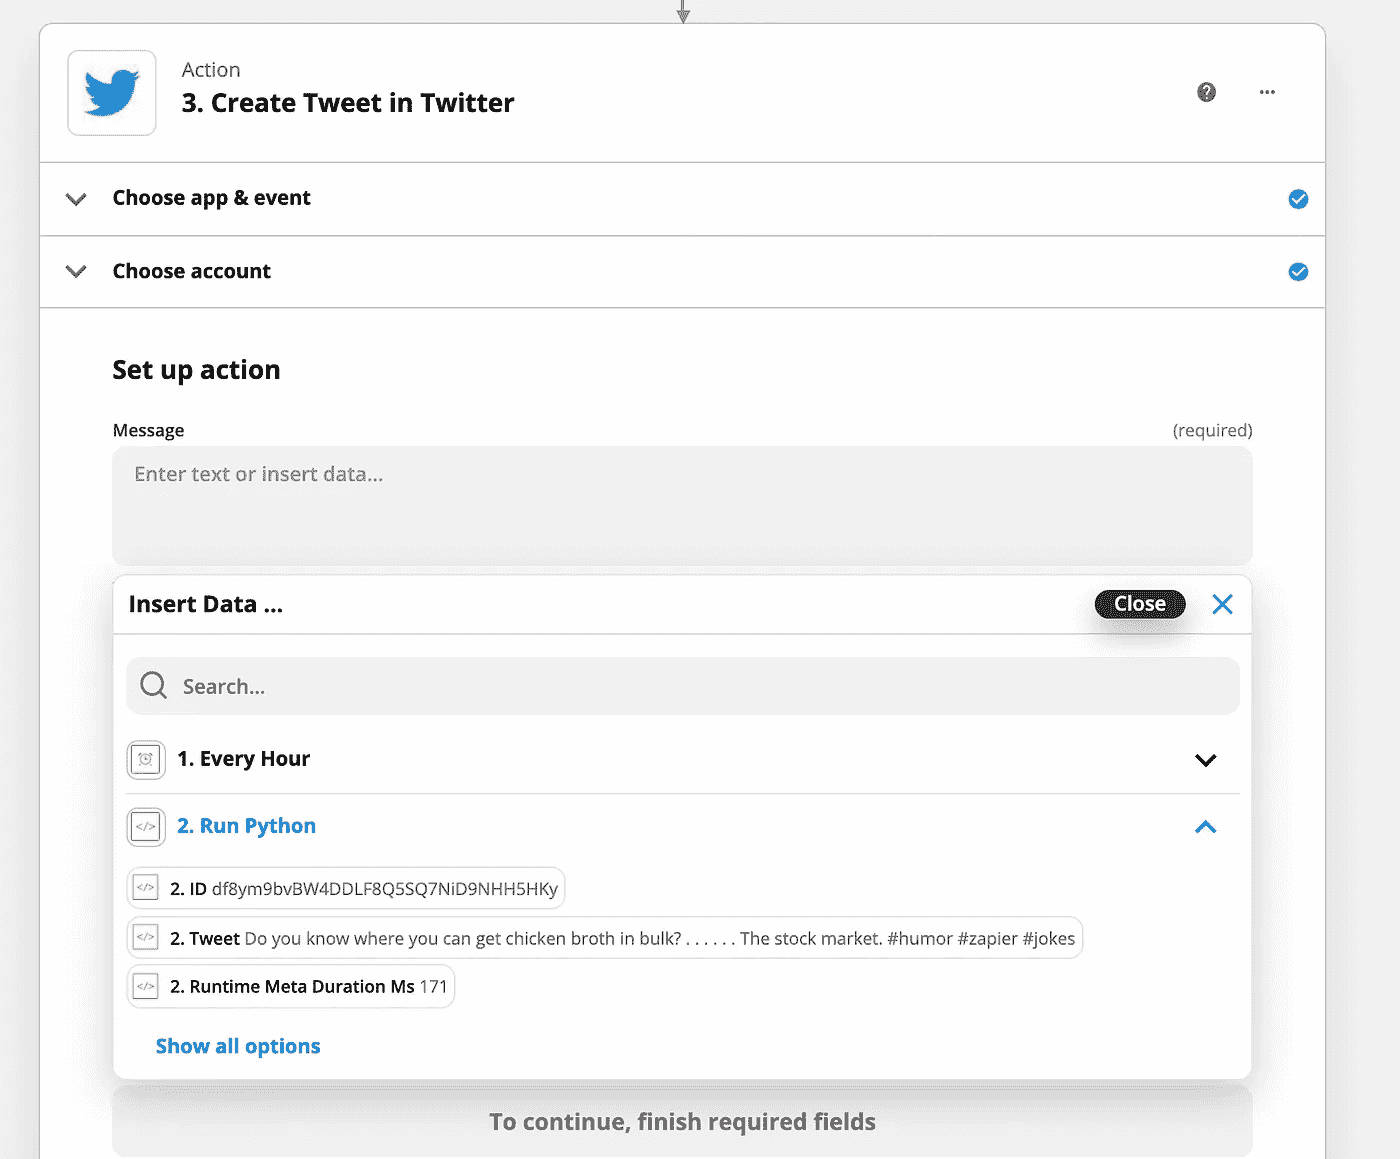 Action
3. Create Tweet in Twitter
Choose app & event
Choose account
Set up action
Message (required)
Enter text or insert data...
Insert Data ... Close
Search...
1. Every Hour
2. Run Python
2. ID df8ym9bvBW4DDLF8Q5SQ7NiD9NHH5HKy
2. Tweet Do you know where you can get chicken broth in bulk? . . . . . . The stock market. #humor #zapier #jokes
2. Runtime Meta Duration Ms 171
Show all options
To continue, finish required fields